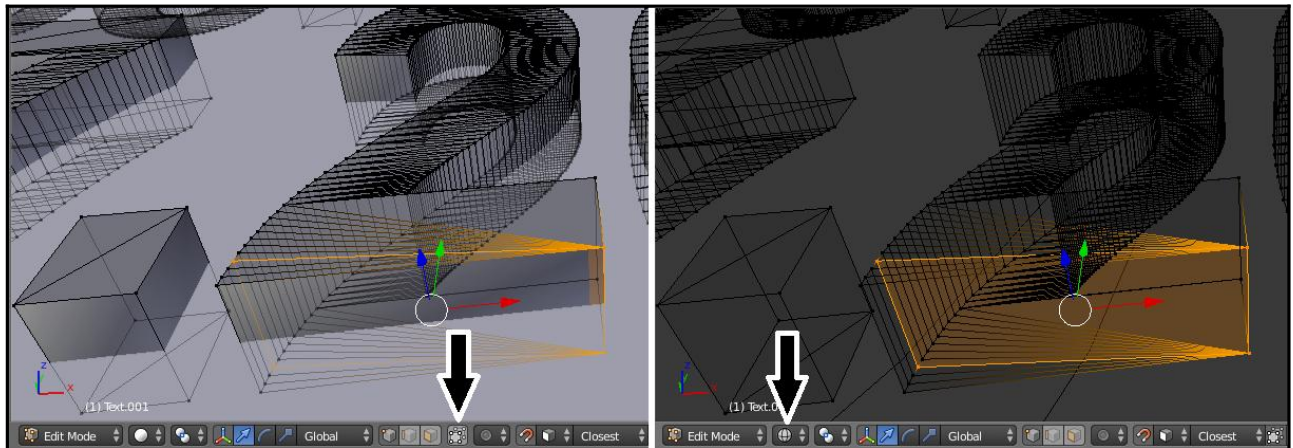 z
x
(1) Text.001
Edit Mode
Global
Closest
z
x
(1) Text.0
Edit Mode
Global
Closest